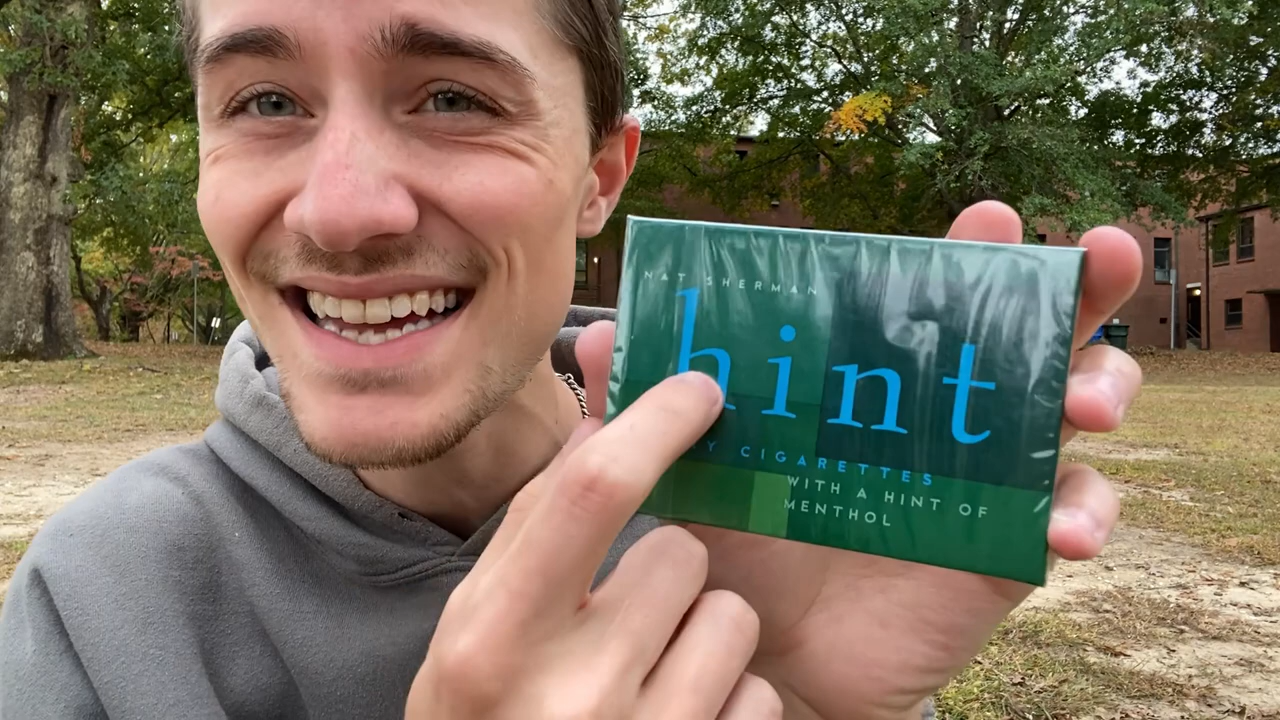 NAT SHERMAN
hint
CIGARETTES
WITH A HINT OF
MENTHOL